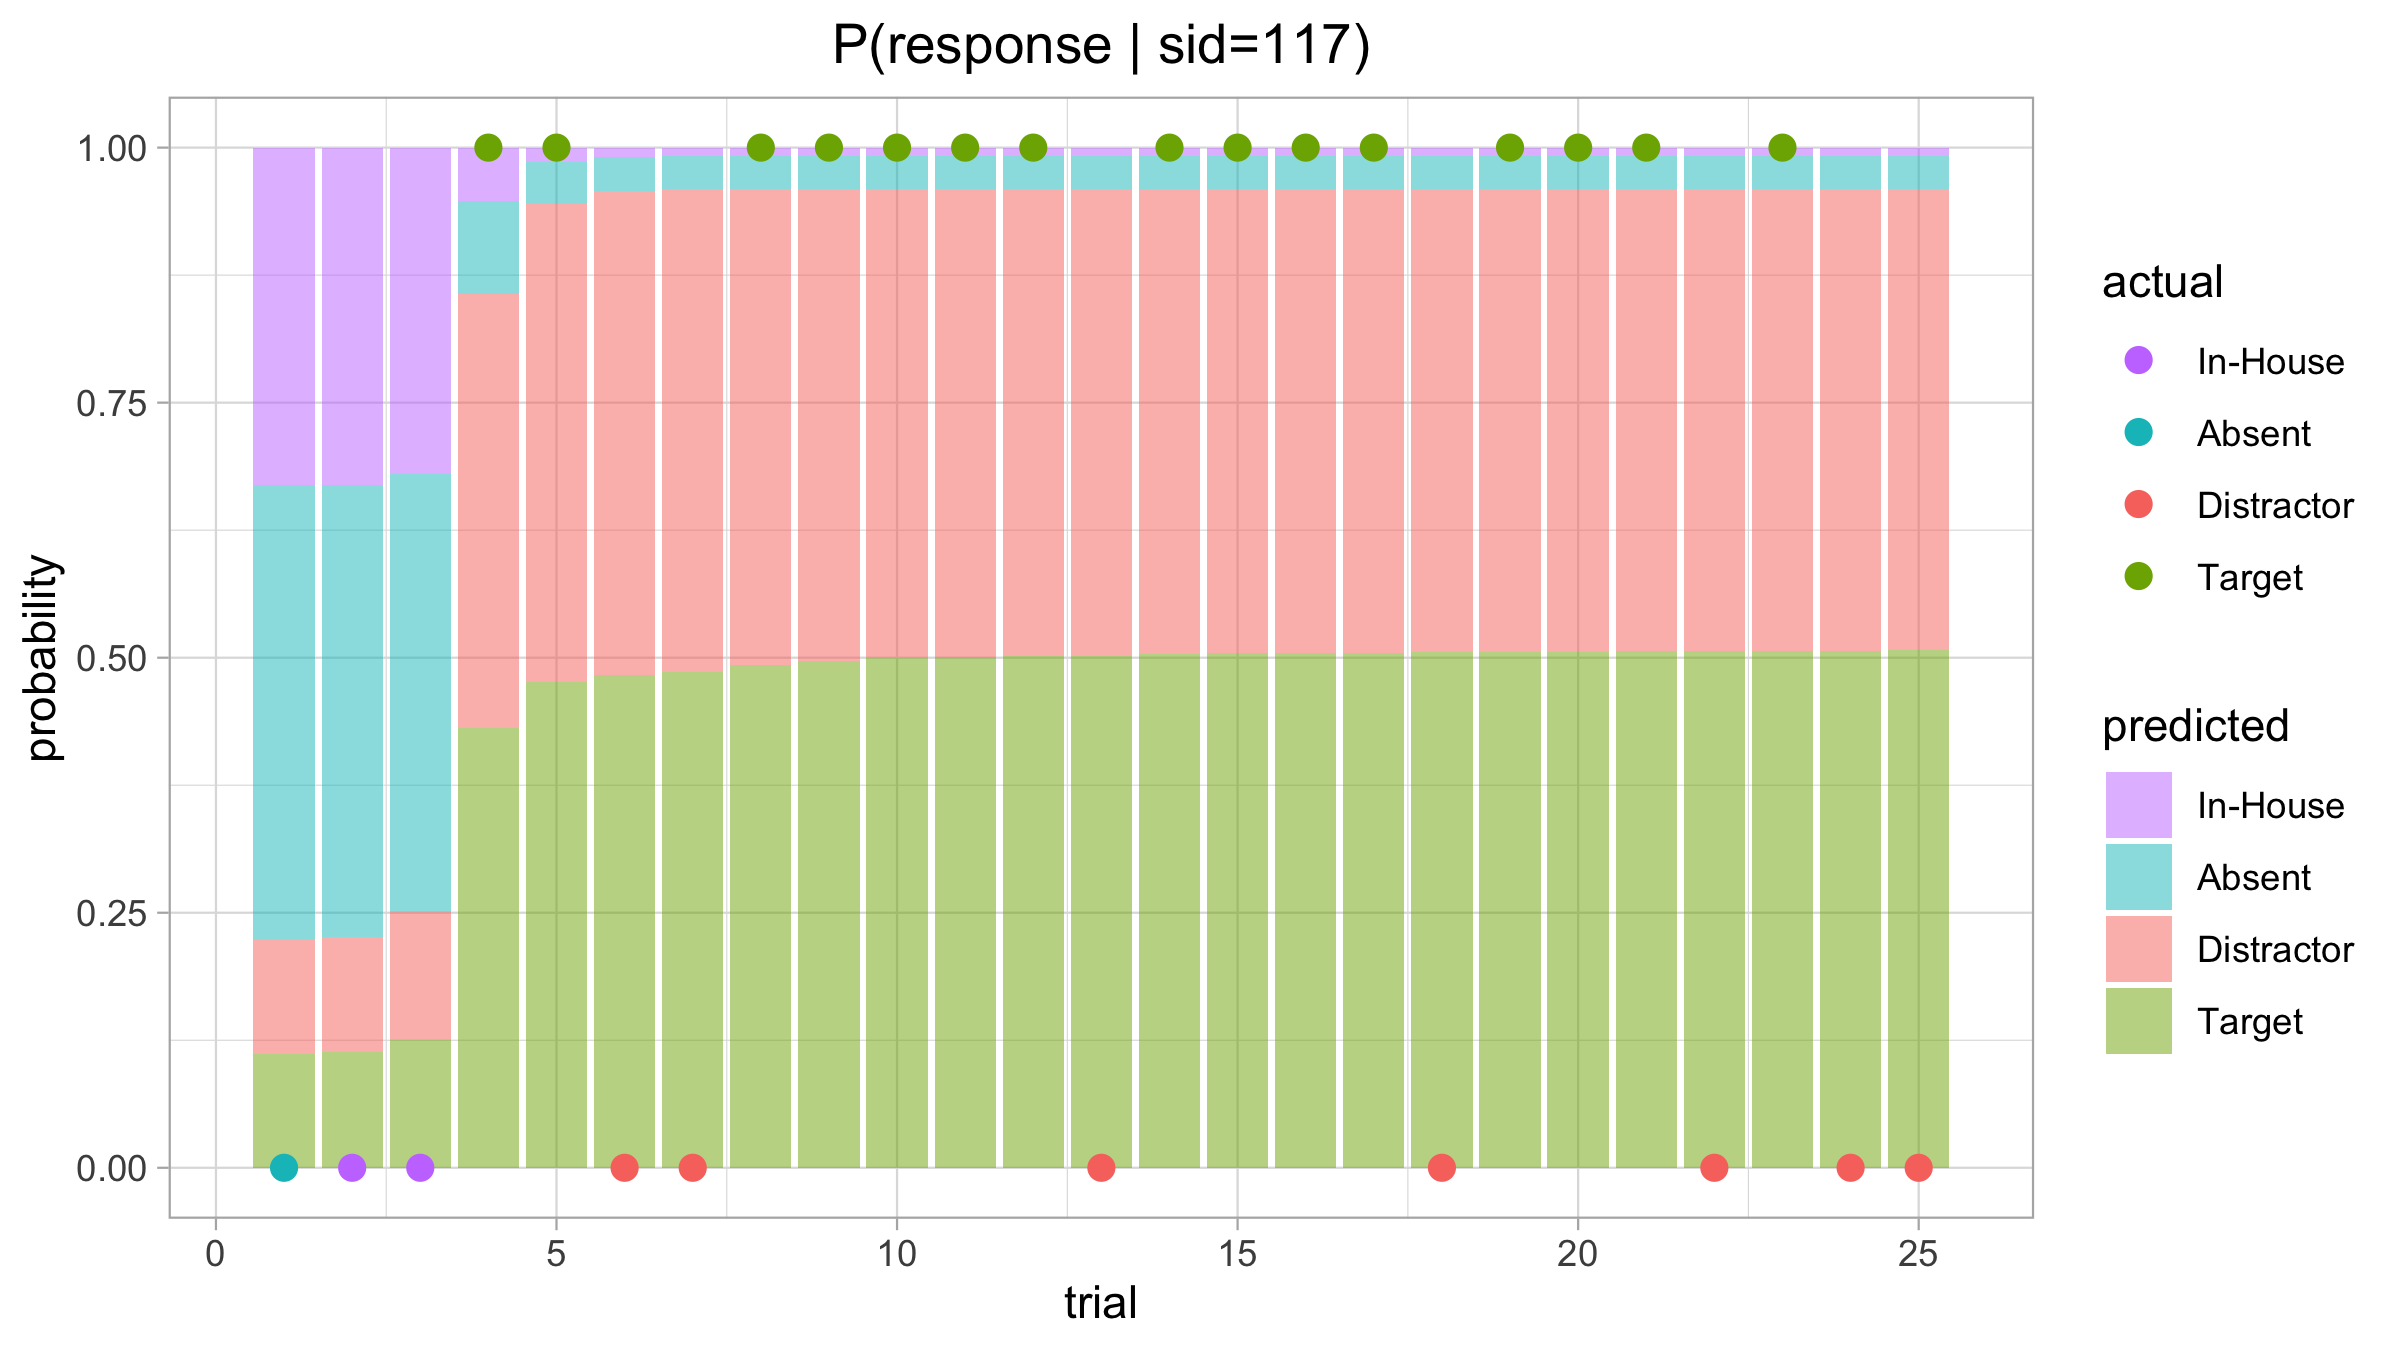 P(response | sid=117)
1.00
0.75
0.50
0.25
0.00
probability
0 5 10 15 20 25
trial
actual
In-House
Absent
Distractor
Target
predicted
In-House
Absent
Distractor
Target